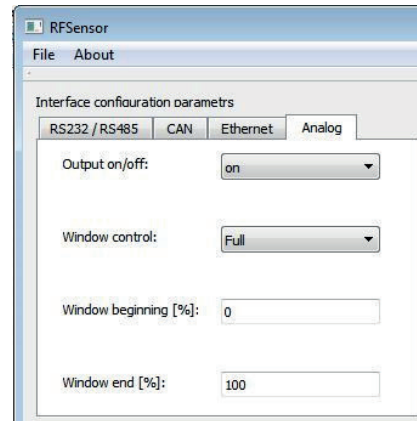 RFSensor
File About
Interface configuration parametrs
RS232 / RS485 CAN Ethernet Analog
Output on/off: on
Window control: Full
Window beginning [%]: 0
Window end [%]: 100